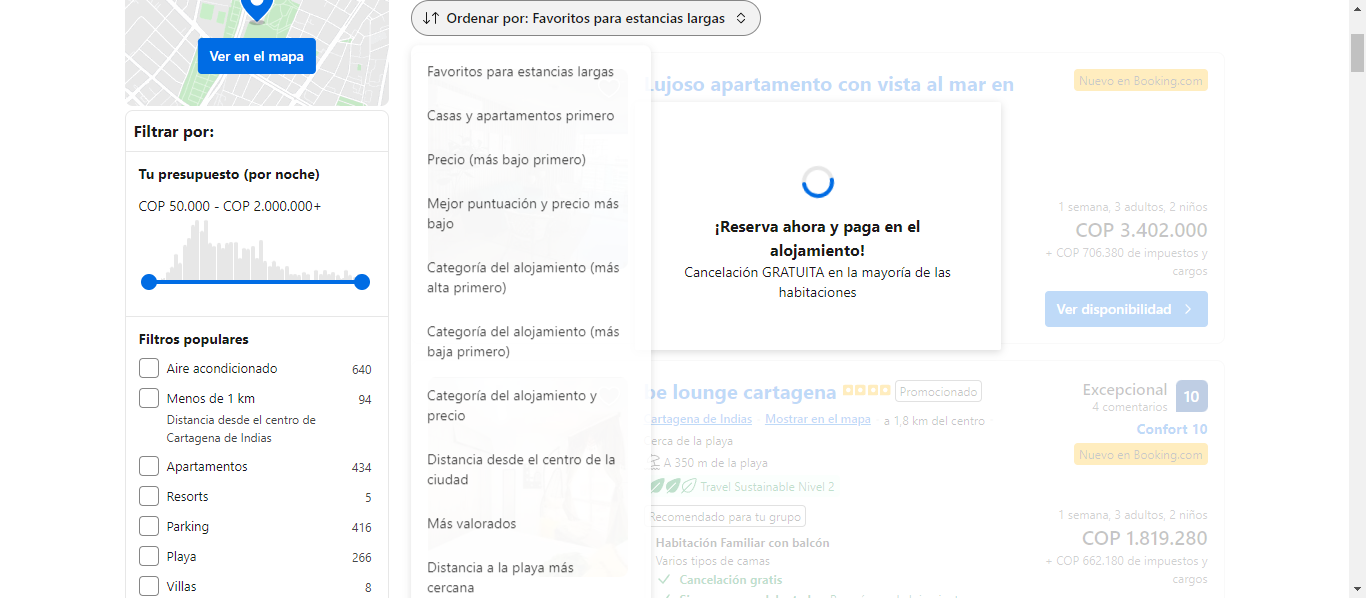 Ver en el mapa
Filtrar por:
Tu presupuesto (por noche)
COP 50.000 - COP 2.000.000+
Filtros populares
Aire acondicionado 640
Menos de 1 km 94
Distancia desde el centro de
Cartagena de Indias
Apartamentos 434
Resorts 5
Parking 416
Playa 266
Villas 8
Ordenar por: Favoritos para estancias largas
Favoritos para estancias largas
Casas y apartamentos primero
Precio (más bajo primero)
Mejor puntuación y precio más
bajo
Categoría del alojamiento (más
alta primero)
Categoría del alojamiento (más
baja primero)
Categoría del alojamiento y
precio
Distancia desde el centro de la
ciudad
Más valorados
Distancia a la playa más
cercana
Lujoso apartamento con vista al mar en
Nuevo en Booking.com
¡Reserva ahora y paga en el
alojamiento!
Cancelación GRATUITA en la mayoría de las
habitaciones
1 semana, 3 adultos, 2 niños
COP 3.402.000
+ COP 706.380 de impuestos y
cargos
Ver disponibilidad
be lounge cartagena Promocionado
artagena de Indias Mostrar en el mapa a 1,8 km del centro
erca de la playa
A 350 m de la playa
Travel Sustainable Nivel 2
Recomendado para tu grupo
Habitación Familiar con balcón
Varios tipos de camas
Cancelación gratis
Excepcional 10
4 comentarios
Confort 10
Nuevo en Booking.com
1 semana, 3 adultos, 2 niños
COP 1.819.280
+ COP 662.180 de impuestos y
cargos